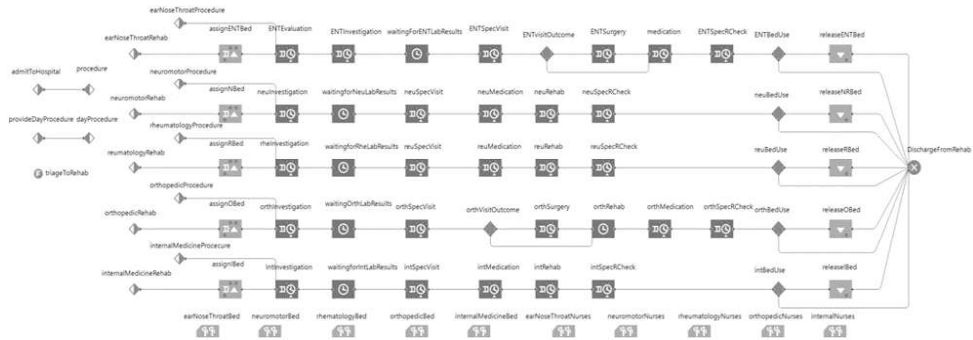 earNoseThroatProcedure
earNoseThroatRehab
assignENTBed
ENTEvaluation
ENTInvestigation
waitingForENTLabResults
ENTSpecVisit
ENTvisitOutcome
ENTSurgery
medication
ENTSpecRCheck
ENTBedUse
releaseENTBed
admitToHospital
procedure
neuromotorProcedure
neuromotorRehab
assignNBed
neuInvestigation
waitingforNeuLabResults
neuSpecVisit
neuMedication
neuRehab
neuSpecRCheck
neuBedUse
releaseNRBed
provideDayProcedure
dayProcedure
rheumatologyProcedure
reumatologyRehab
assignRBed
rheInvestigation
waitingforRheLabResults
reuSpecVisit
reuMedication
reuRehab
reuSpecRCheck
reuBedUse
releaseRBed
DischargeFromRehab
F triageToRehab
orthopedicProcedure
orthopedicRehab
assignOBed
orthInvestigation
waitingOrthLabResults
orthSpecVisit
orthVisitOutcome
orthSurgery
orthRehab
orthMedication
orthSpecRCheck
orthBedUse
releaseOBed
internalMedicineProcecure
internalMedicineRehab
assignIBed
IntInvestigation
waitingforIntLabResults
intSpecVisit
intMedication
intRehab
intSpecRCheck
intBedUse
releaseIBed
earNoseThroatBed
neuromotorBed
rhematologyBed
orthopedicBed
internalMedicineBed
earNoseThroatNurses
neuromotorNurses
rheumatologyNurses
orthopedicNurses
internalNurses